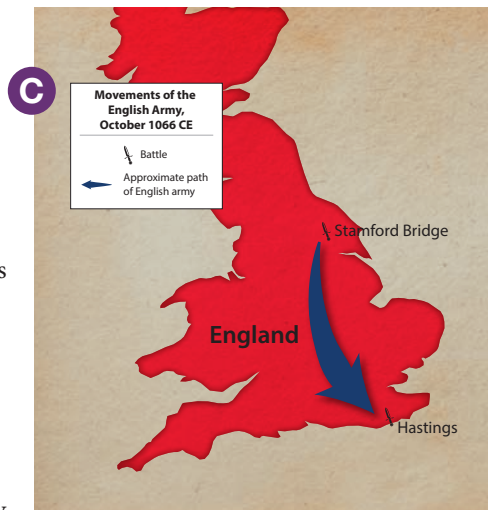 C
Movements of the
English Army,
October 1066 CE
Battle
Approximate path
of English army
Stamford Bridge
s
England
Hastings